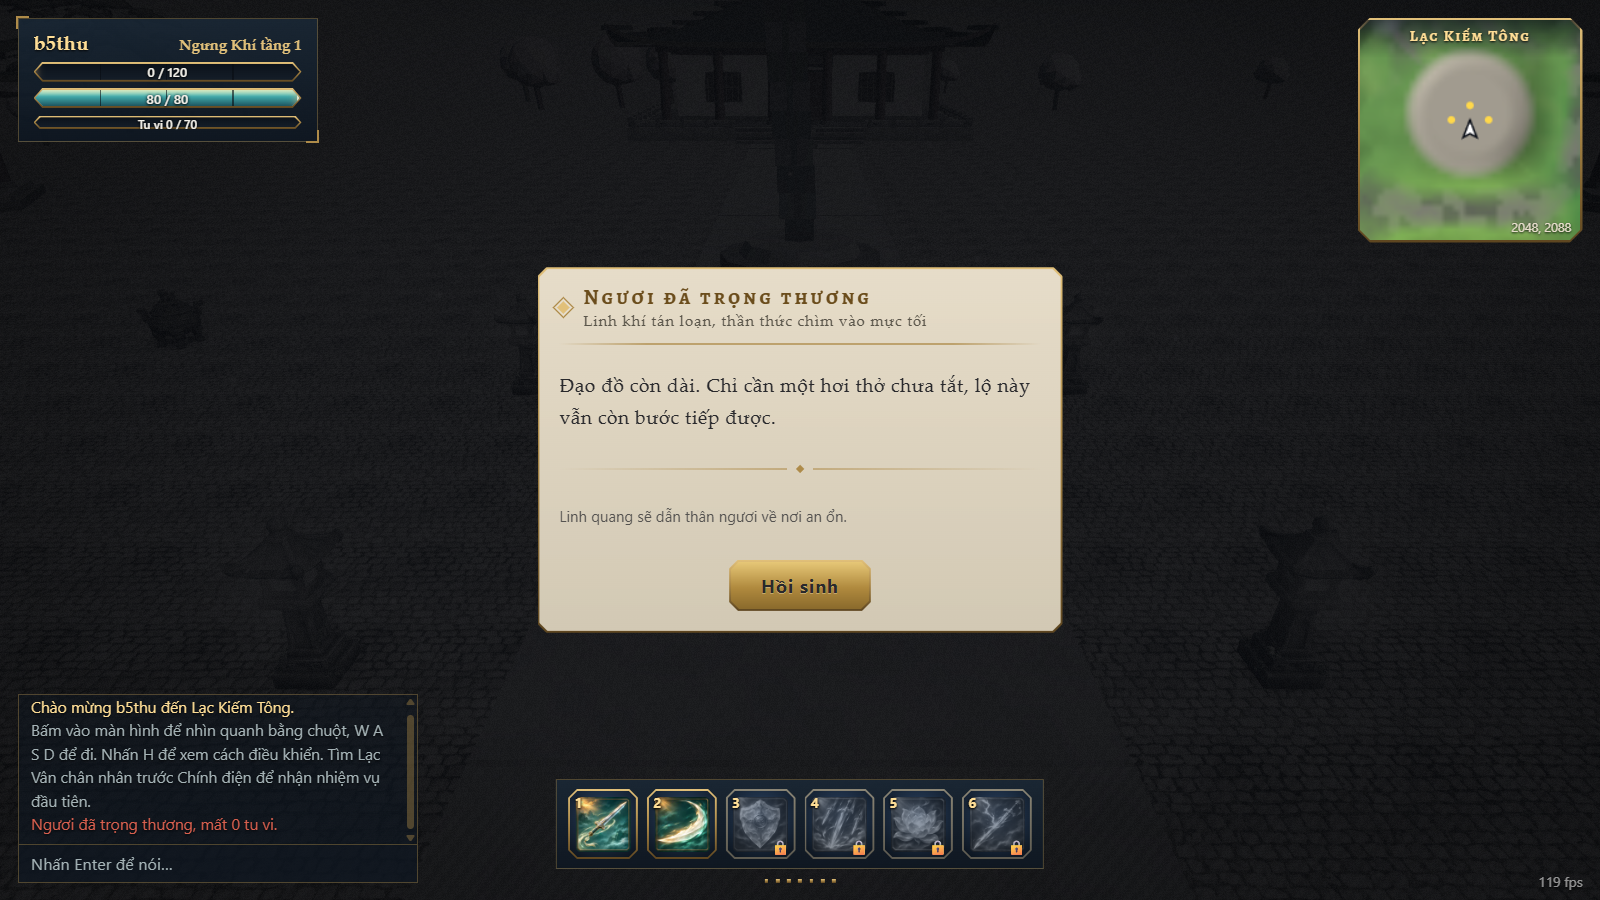 b5thu
Ngưng Khí tầng 1
0 / 120
80 / 80
Tu vi 0 / 70
LẠC KIẾM TÔNG
2048, 2088
NGƯƠI ĐÃ TRỌNG THƯƠNG
Linh khí tán loạn, thần thức chìm vào mực tối
Đạo đồ còn dài. Chỉ cần một hơi thở chưa tắt, lộ này
vẫn còn bước tiếp được.
Linh quang sẽ dẫn thân ngươi về nơi an ổn.
Hồi sinh
Chào mừng b5thu đến Lạc Kiếm Tông.
Bấm vào màn hình để nhìn quanh bằng chuột, W A
S D để đi. Nhấn H để xem cách điều khiển. Tìm Lạc
Vân chân nhân trước Chính điện để nhận nhiệm vụ
đầu tiên.
Ngươi đã trọng thương, mất 0 tu vi.
Nhấn Enter để nói...
1
2
3
4
5
6
119 fps